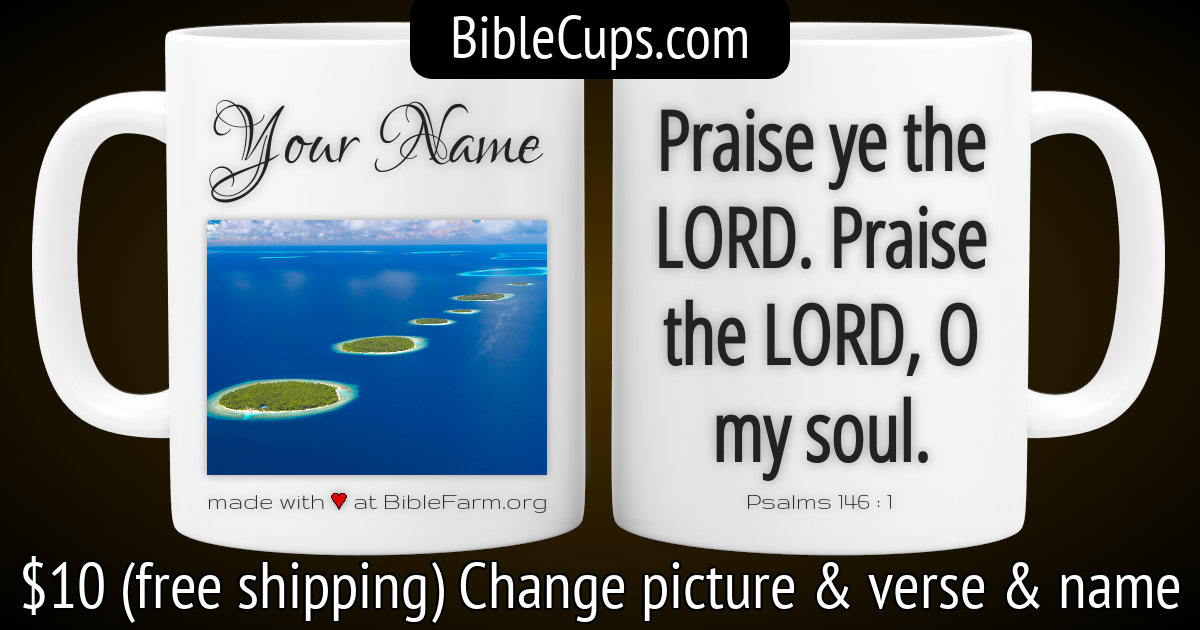 BibleCups.com
Your Name
made with ♥ at BibleFarm.org
Praise ye the
LORD. Praise
the LORD, O
my soul.
Psalms 146 : 1
$10 (free shipping) Change picture & verse & name